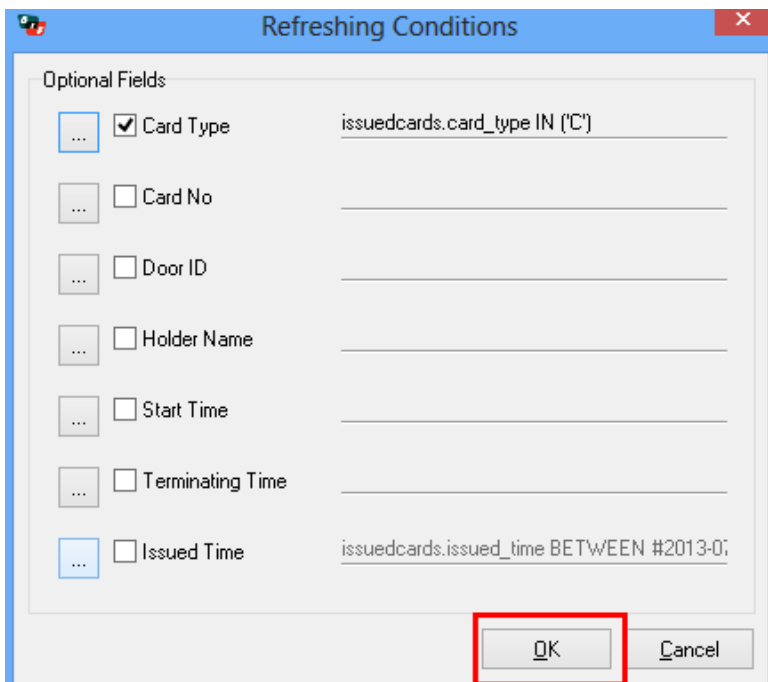 Refreshing Conditions
Optional Fields
... Card Type issuedcards.card_type IN ('C')
... Card No
... Door ID
... Holder Name
... Start Time
... Terminating Time
... Issued Time issuedcards.issued_time BETWEEN #2013-07
OK Cancel